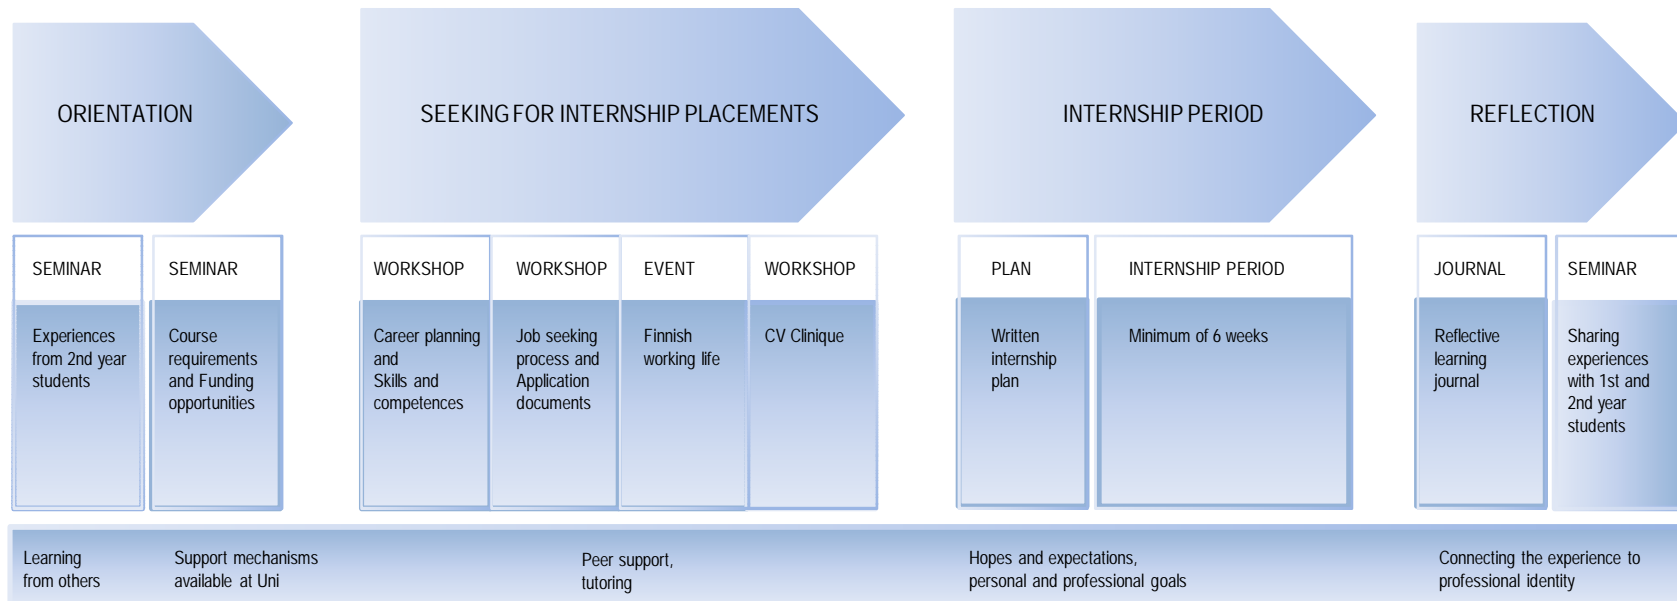 ORIENTATION
SEEKING FOR INTERNSHIP PLACEMENTS
INTERNSHIP PERIOD
REFLECTION
SEMINAR
Experiences
from 2nd year
students
SEMINAR
Course
requirements
and Funding
opportunities
WORKSHOP
Career planning
and
Skills and
competences
WORKSHOP
Job seeking
process and
Application
documents
EVENT
Finnish
working life
WORKSHOP
CV Clinique
PLAN
Written
internship
plan
INTERNSHIP PERIOD
Minimum of 6 weeks
JOURNAL
Reflective
learning
journal
SEMINAR
Sharing
experiences
with 1st and
2nd year
students
Learning
from others
Support mechanisms
available at Uni
Peer support,
tutoring
Hopes and expectations,
personal and professional goals
Connecting the experience to
professional identity